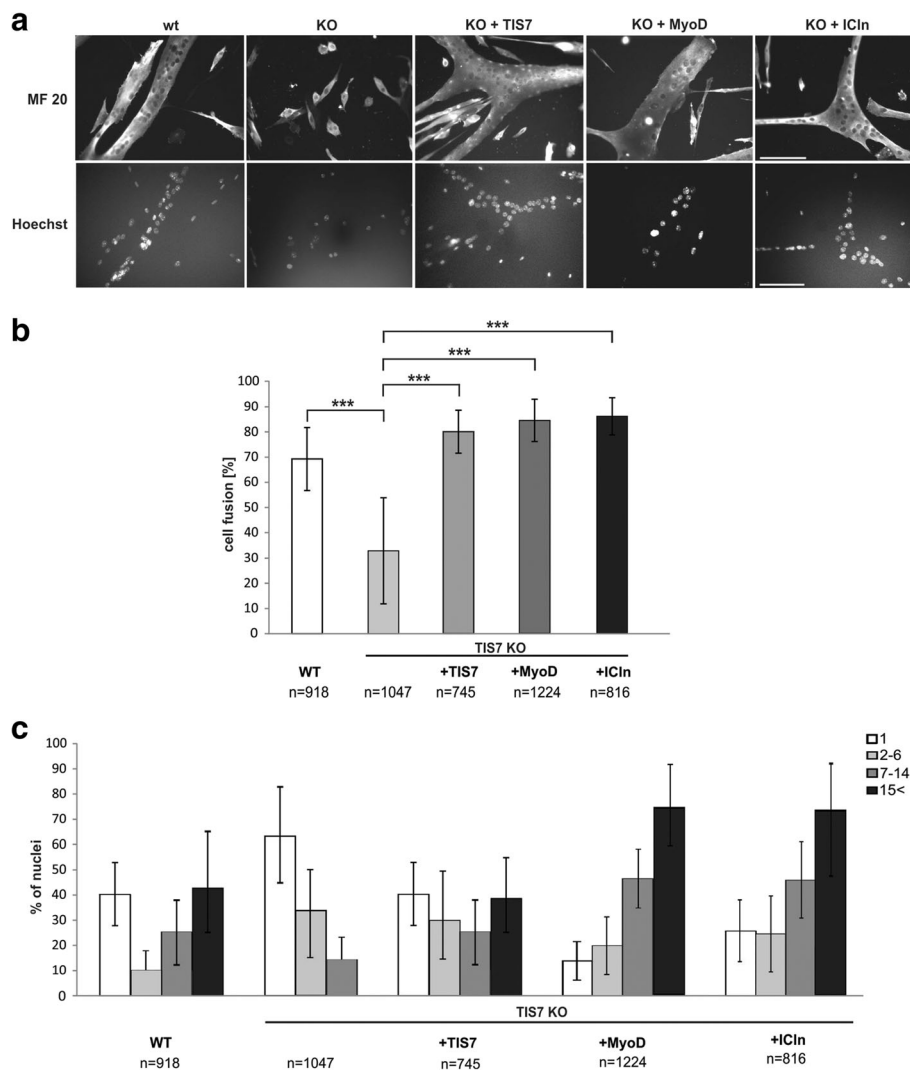 a
wt KO KO + TIS7 KO + MyoD KO + ICln
MF 20
Hoechst
b
***
***
***
***
100
90
80
70
60
50
40
30
20
10
0
cell fusion [%]
TIS7 KO
WT +TIS7 +MyoD +ICln
n=918 n=1047 n=745 n=1224 n=816
c
100
90
80
70
60
50
40
30
20
10
0
% of nuclei
1
2-6
7-14
15<
TIS7 KO
WT +TIS7 +MyoD +ICln
n=918 n=1047 n=745 n=1224 n=816